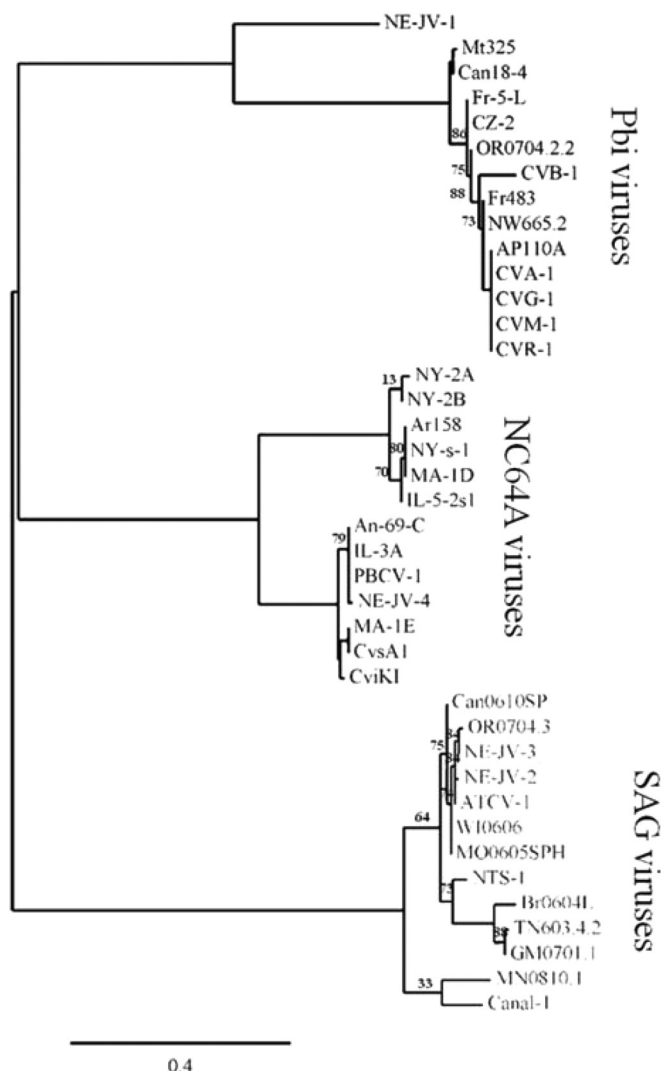 NE-JV-1
Mt325
Can18-4
Fr-5-L
CZ-2
86
OR0704.2.2
75
CVB-1
88
Fr483
73
NW665.2
AP110A
CVA-1
CVG-1
CVM-1
CVR-1
Pbi viruses
13
NY-2A
NY-2B
Ar158
80
NY-s-1
70
MA-1D
IL-5-2s1
NC64A viruses
An-69-C
79
IL-3A
PBCV-1
NE-JV-4
MA-1E
CvsA1
CviKI
Can0610SP
OR0704.3
75
NE-JV-3
NE-JV-2
ATCV-1
64
WI0606
MO0605SPH
NTS-1
73
Br0604L
TN603.4.2
88
GM0701.1
33
MN0810.1
Canal-1
SAG viruses
0.4